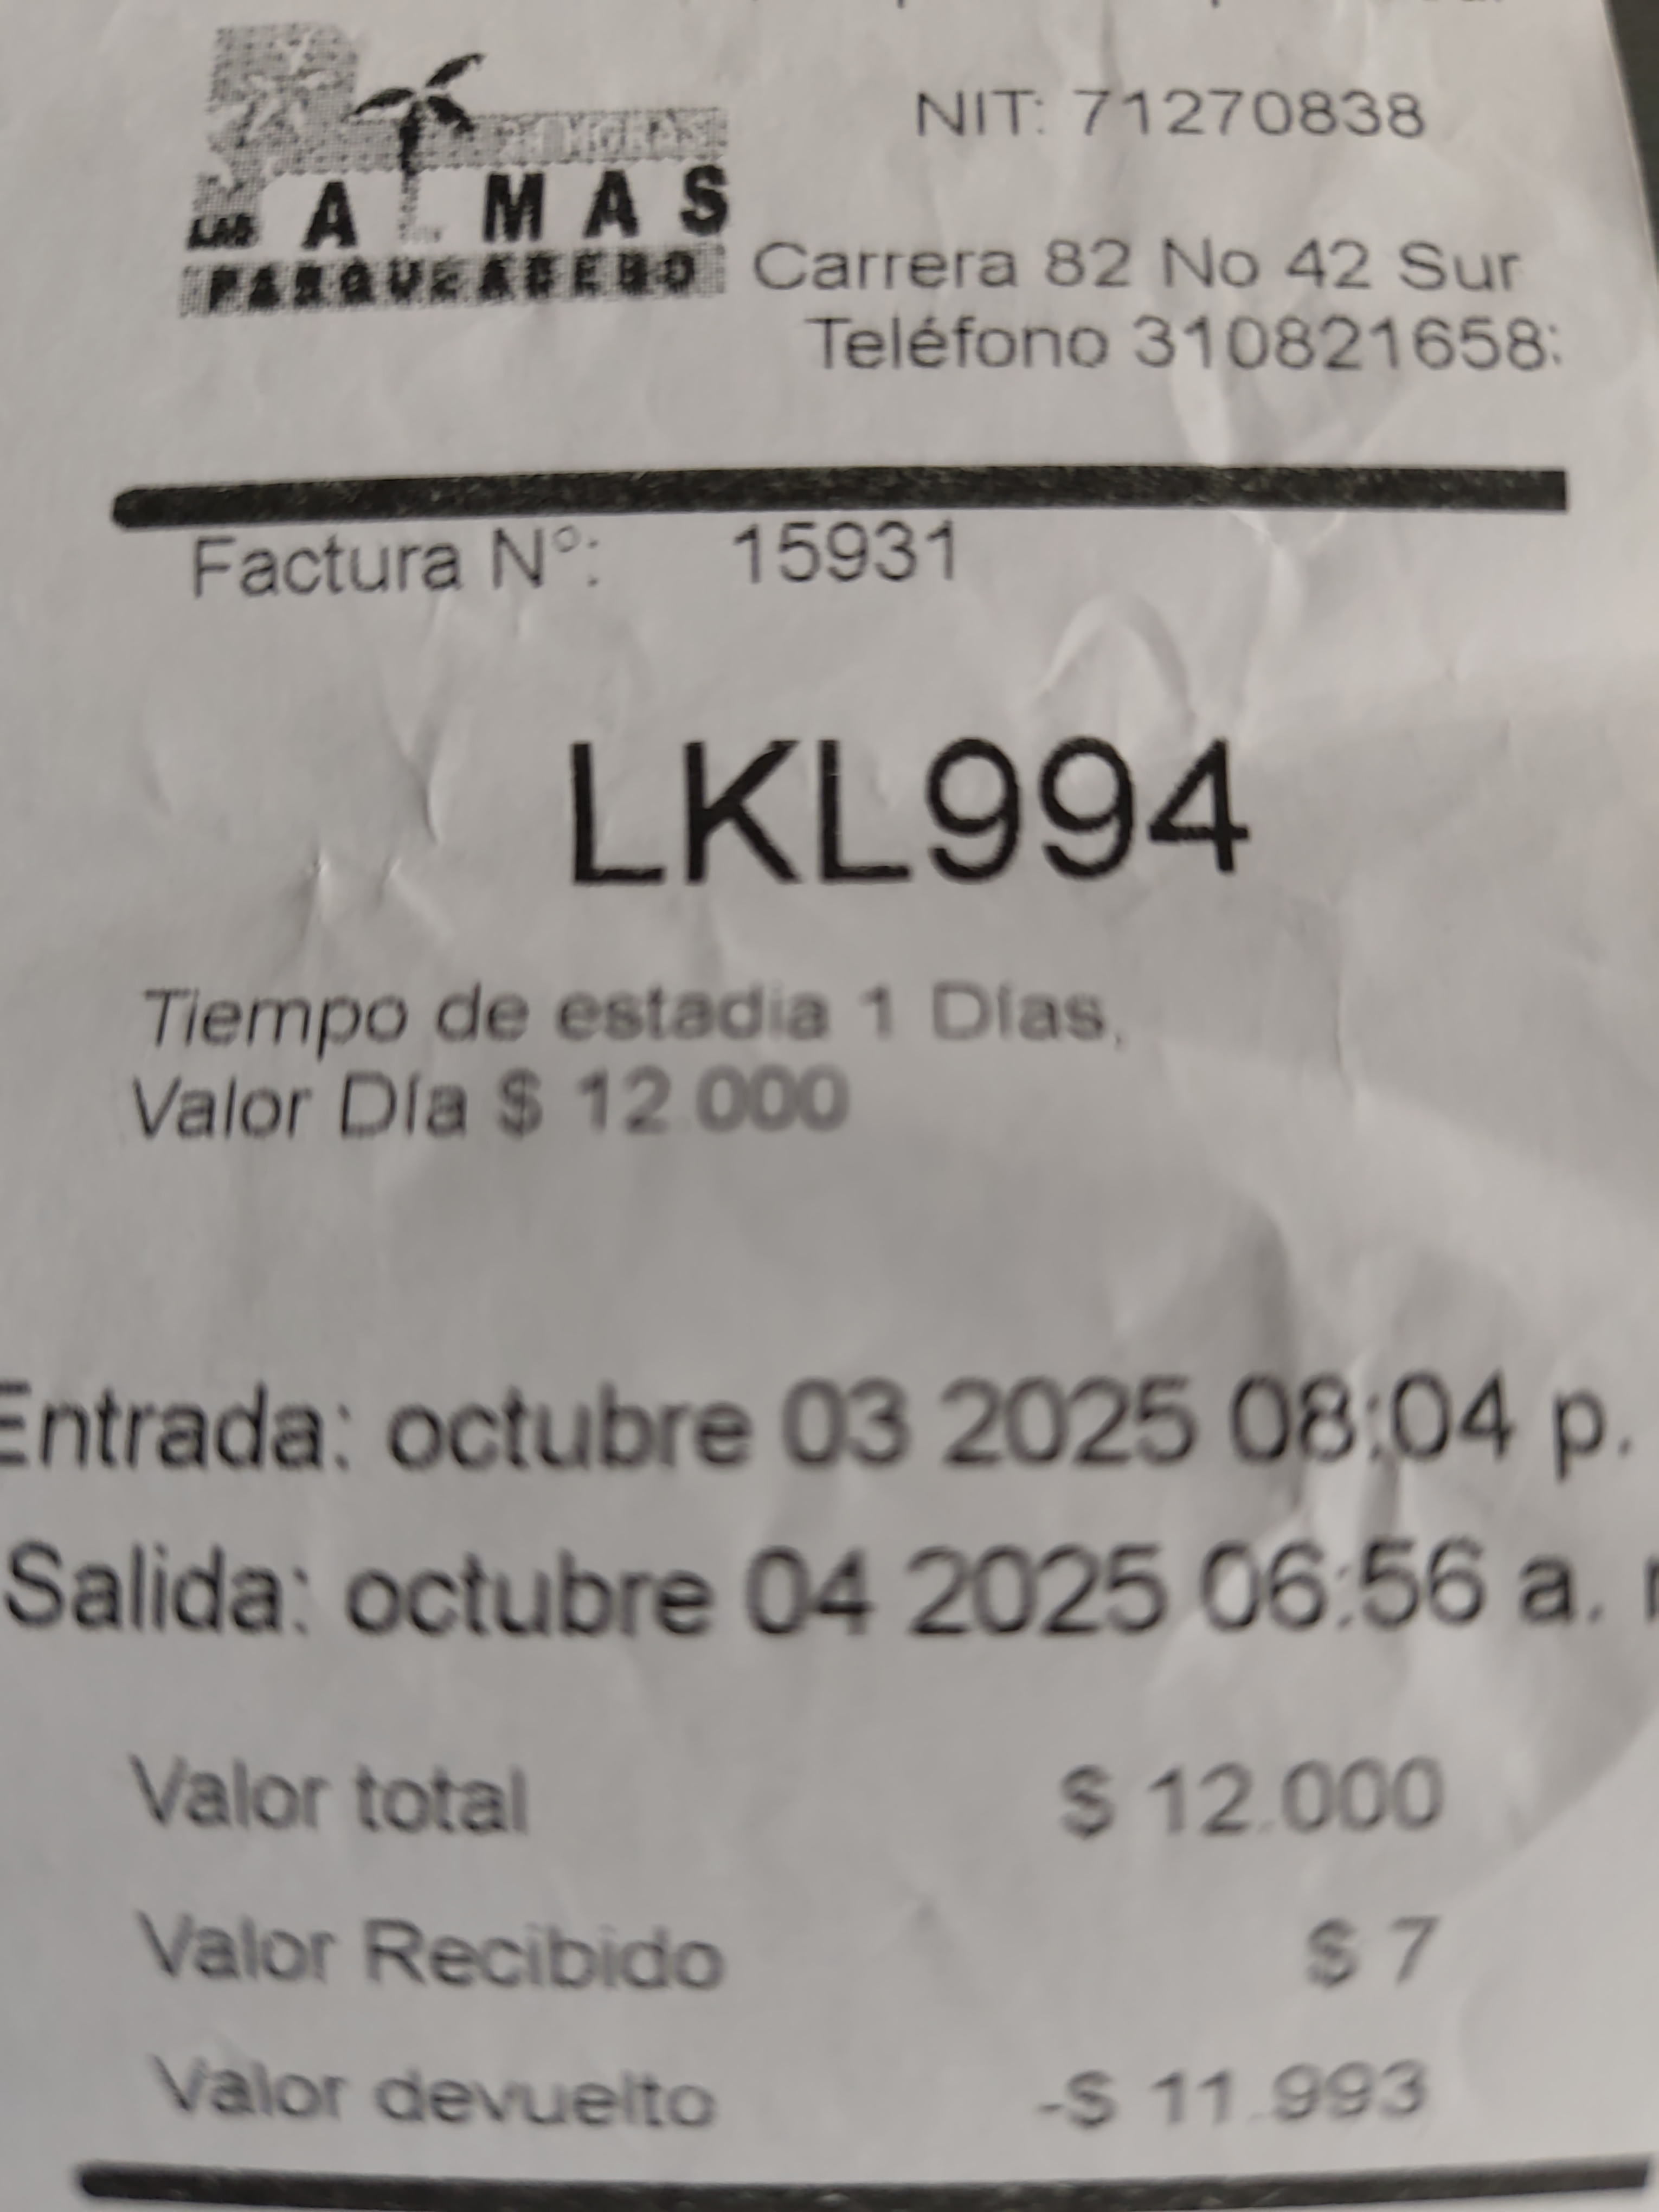 NIT: 71270838
LAS ALMAS
PARQUEADERO
Carrera 82 No 42 Sur
Teléfono 310821658
Factura N°: 15931
LKL994
Tiempo de estadia 1 Días,
Valor Día $ 12.000
Entrada: octubre 03 2025 08:04 p.
Salida: octubre 04 2025 06:56 a.
Valor total $ 12.000
Valor Recibido $ 7
Valor devuelto -$ 11.993